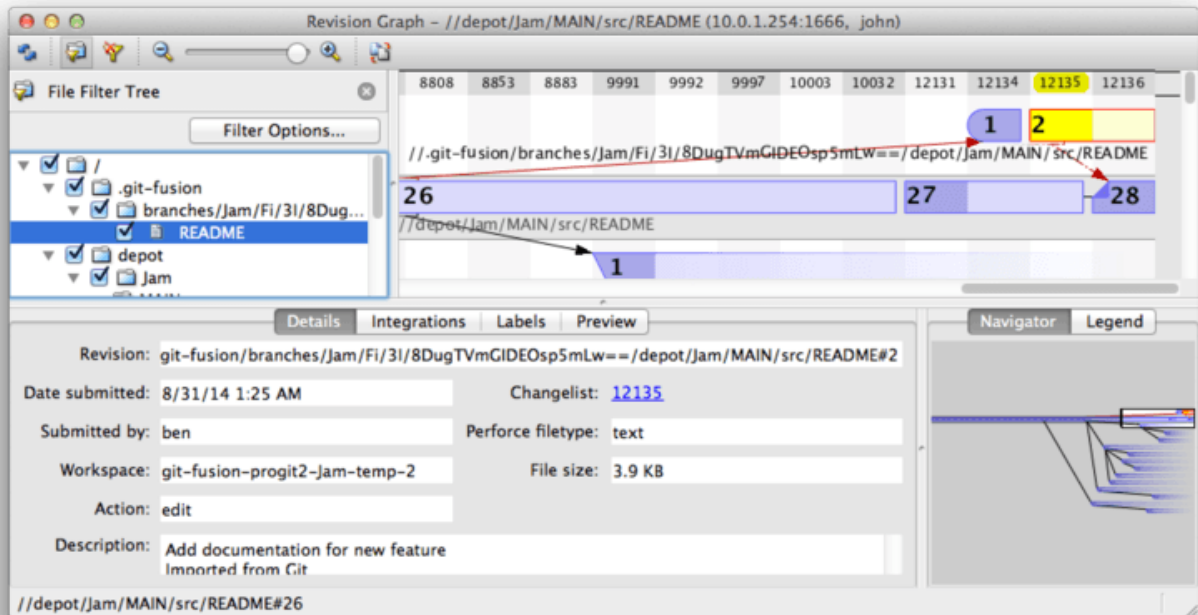 Revision Graph – //depot/Jam/MAIN/src/README (10.0.1.254:1666, john)
File Filter Tree
Filter Options...
/
.git-fusion
branches/Jam/Fi/3I/8Dug...
README
depot
Jam
8808 8853 8883 9991 9992 9997 10003 10032 12131 12134 12135 12136
1 2
//.git-fusion/branches/Jam/Fi/3I/8DugTVmGIDEOsp5mLw==/depot/Jam/MAIN/src/README
26 27 28
//depot/Jam/MAIN/src/README
1
Details Integrations Labels Preview
Revision: git-fusion/branches/Jam/Fi/3I/8DugTVmGIDEOsp5mLw==/depot/Jam/MAIN/src/README#2
Date submitted: 8/31/14 1:25 AM Changelist: 12135
Submitted by: ben Perforce filetype: text
Workspace: git-fusion-progit2-Jam-temp-2 File size: 3.9 KB
Action: edit
Description: Add documentation for new feature
Imported from Git
Navigator Legend
//depot/Jam/MAIN/src/README#26